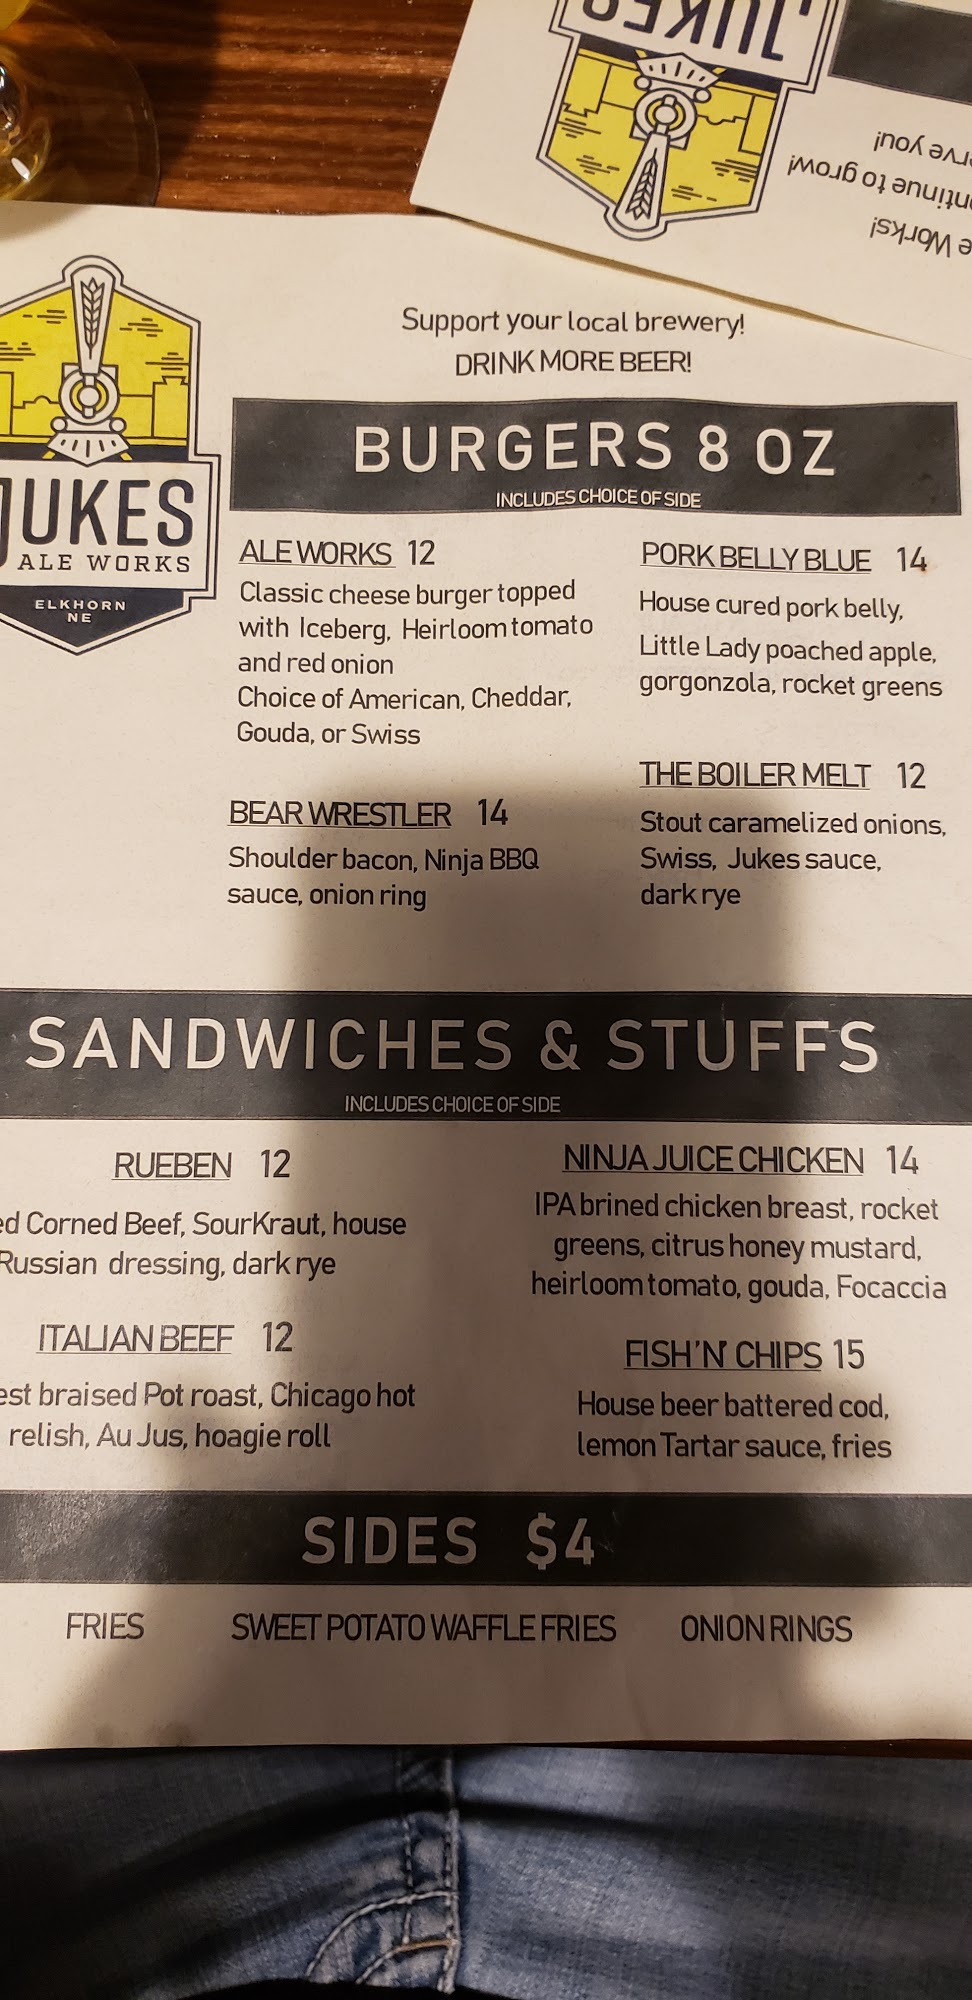 JUKES
rve you!
ntinue to grow!
e Works!
JUKES
ALE WORKS
ELKHORN
NE
Support your local brewery!
DRINK MORE BEER!
BURGERS 8 OZ
INCLUDES CHOICE OF SIDE
ALE WORKS 12
Classic cheese burger topped
with Iceberg, Heirloom tomato
and red onion
Choice of American, Cheddar,
Gouda, or Swiss
BEAR WRESTLER 14
Shoulder bacon, Ninja BBQ
sauce, onion ring
PORK BELLY BLUE 14
House cured pork belly,
Little Lady poached apple,
gorgonzola, rocket greens
THE BOILER MELT 12
Stout caramelized onions,
Swiss, Jukes sauce,
dark rye
SANDWICHES & STUFFS
INCLUDES CHOICE OF SIDE
RUEBEN 12
ed Corned Beef, SourKraut, house
Russian dressing, dark rye
ITALIAN BEEF 12
est braised Pot roast, Chicago hot
relish, Au Jus, hoagie roll
NINJA JUICE CHICKEN 14
IPA brined chicken breast, rocket
greens, citrus honey mustard,
heirloom tomato, gouda, Focaccia
FISH'N' CHIPS 15
House beer battered cod,
lemon Tartar sauce, fries
SIDES $4
FRIES SWEET POTATO WAFFLE FRIES ONION RINGS